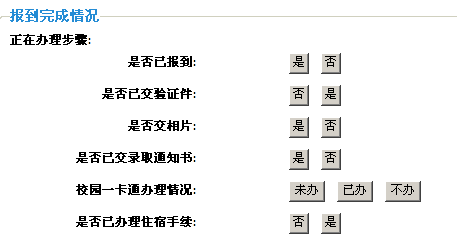 报到完成情况
正在办理步骤:
是否已报到: 是 否
是否已交验证件: 否 是
是否交相片: 是 否
是否已交录取通知书: 是 否
校园一卡通办理情况: 未办 已办 不办
是否已办理住宿手续: 否 是